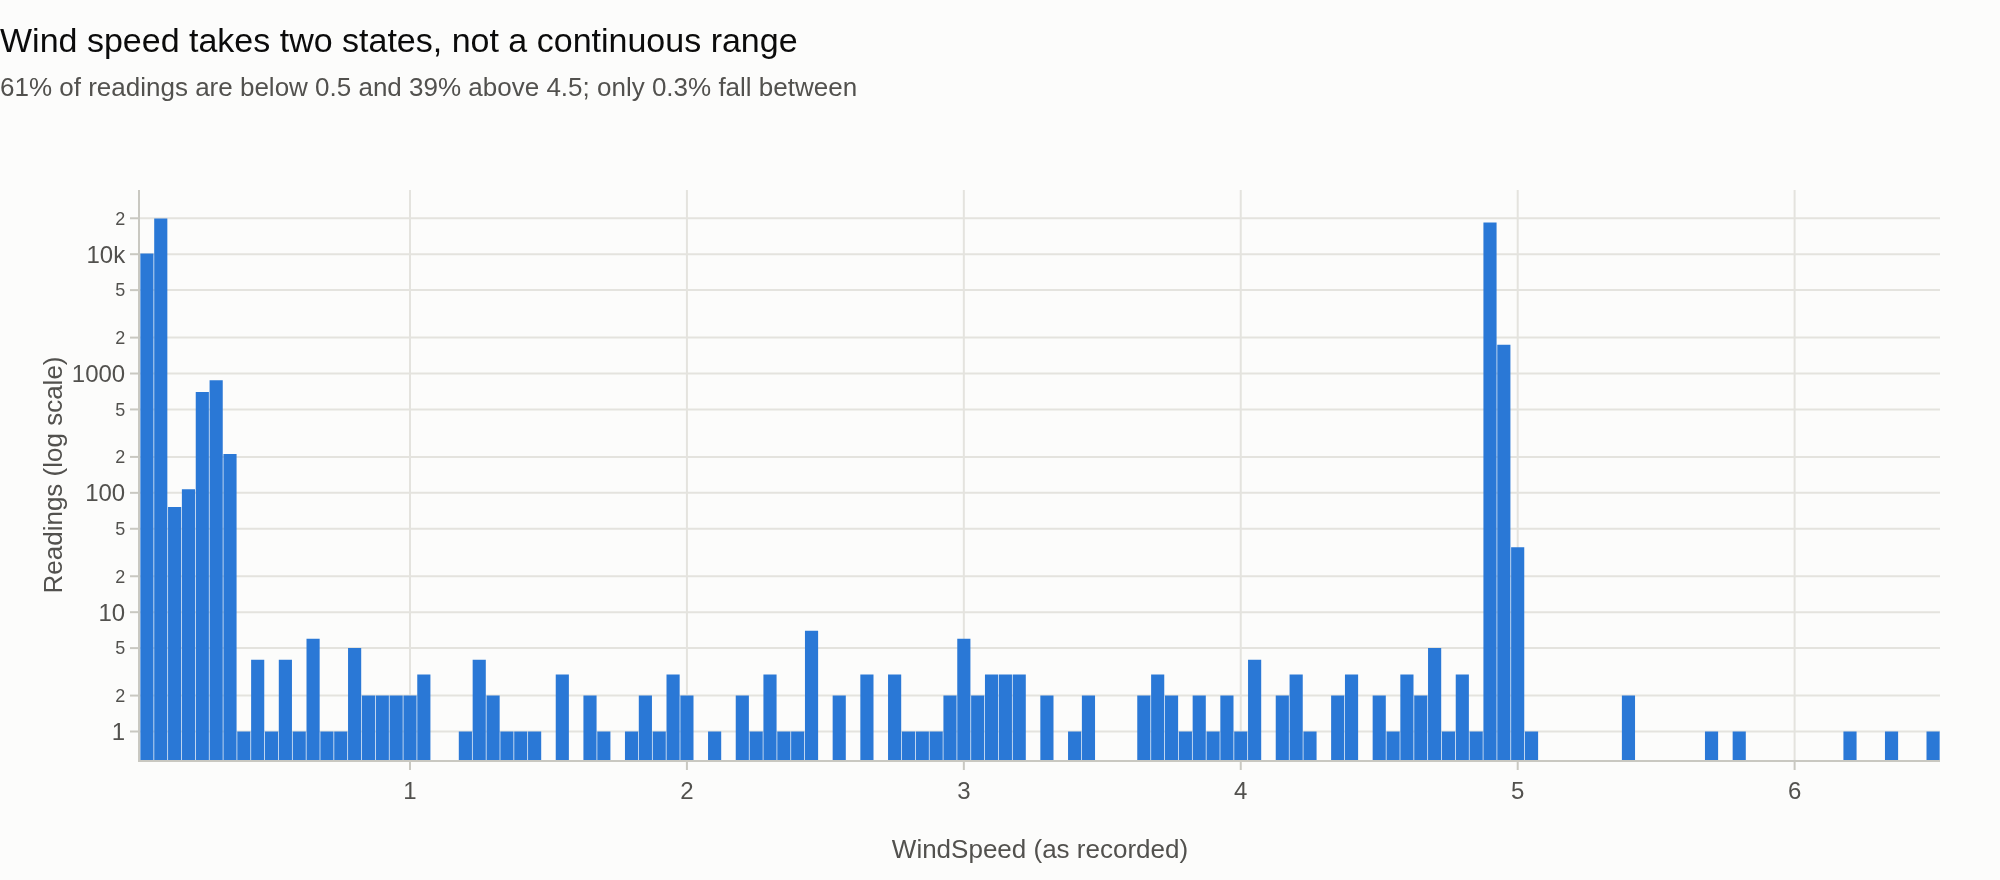 Wind speed takes two states, not a continuous range
61% of readings are below 0.5 and 39% above 4.5; only 0.3% fall between
2
10k
5
2
1000
5
2
100
5
2
10
5
2
1
Readings (log scale)
1 2 3 4 5 6
WindSpeed (as recorded)